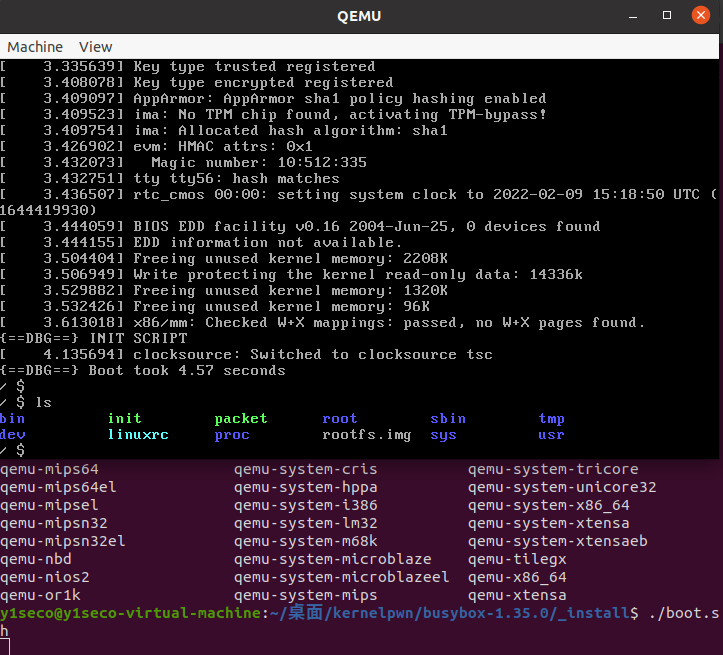 QEMU
Machine View
[    3.335639] Key type trusted registered
[    3.408078] Key type encrypted registered
[    3.409097] AppArmor: AppArmor sha1 policy hashing enabled
[    3.409523] ima: No TPM chip found, activating TPM-bypass!
[    3.409754] ima: Allocated hash algorithm: sha1
[    3.426902] evm: HMAC attrs: 0x1
[    3.432073]   Magic number: 10:512:335
[    3.432751] tty tty56: hash matches
[    3.436507] rtc_cmos 00:00: setting system clock to 2022-02-09 15:18:50 UTC (
1644419930)
[    3.444059] BIOS EDD facility v0.16 2004-Jun-25, 0 devices found
[    3.444155] EDD information not available.
[    3.504404] Freeing unused kernel memory: 2208K
[    3.506949] Write protecting the kernel read-only data: 14336k
[    3.529882] Freeing unused kernel memory: 1320K
[    3.532426] Freeing unused kernel memory: 96K
[    3.613018] x86/mm: Checked W+X mappings: passed, no W+X pages found.
{==DBG==} INIT SCRIPT
[    4.135694] clocksource: Switched to clocksource tsc
{==DBG==} Boot took 4.57 seconds
/ $
/ $ ls
bin init packet root sbin tmp
dev linuxrc proc rootfs.img sys usr
/ $
qemu-mips64 qemu-system-cris qemu-system-tricore
qemu-mips64el qemu-system-hppa qemu-system-unicore32
qemu-mipsel qemu-system-i386 qemu-system-x86_64
qemu-mipsn32 qemu-system-lm32 qemu-system-xtensa
qemu-mipsn32el qemu-system-m68k qemu-system-xtensaeb
qemu-nbd qemu-system-microblaze qemu-tilegx
qemu-nios2 qemu-system-microblazeel qemu-x86_64
qemu-or1k qemu-system-mips qemu-xtensa
y1seco@y1seco-virtual-machine:~/桌面/kernelpwn/busybox-1.35.0/_install$ ./boot.s
h